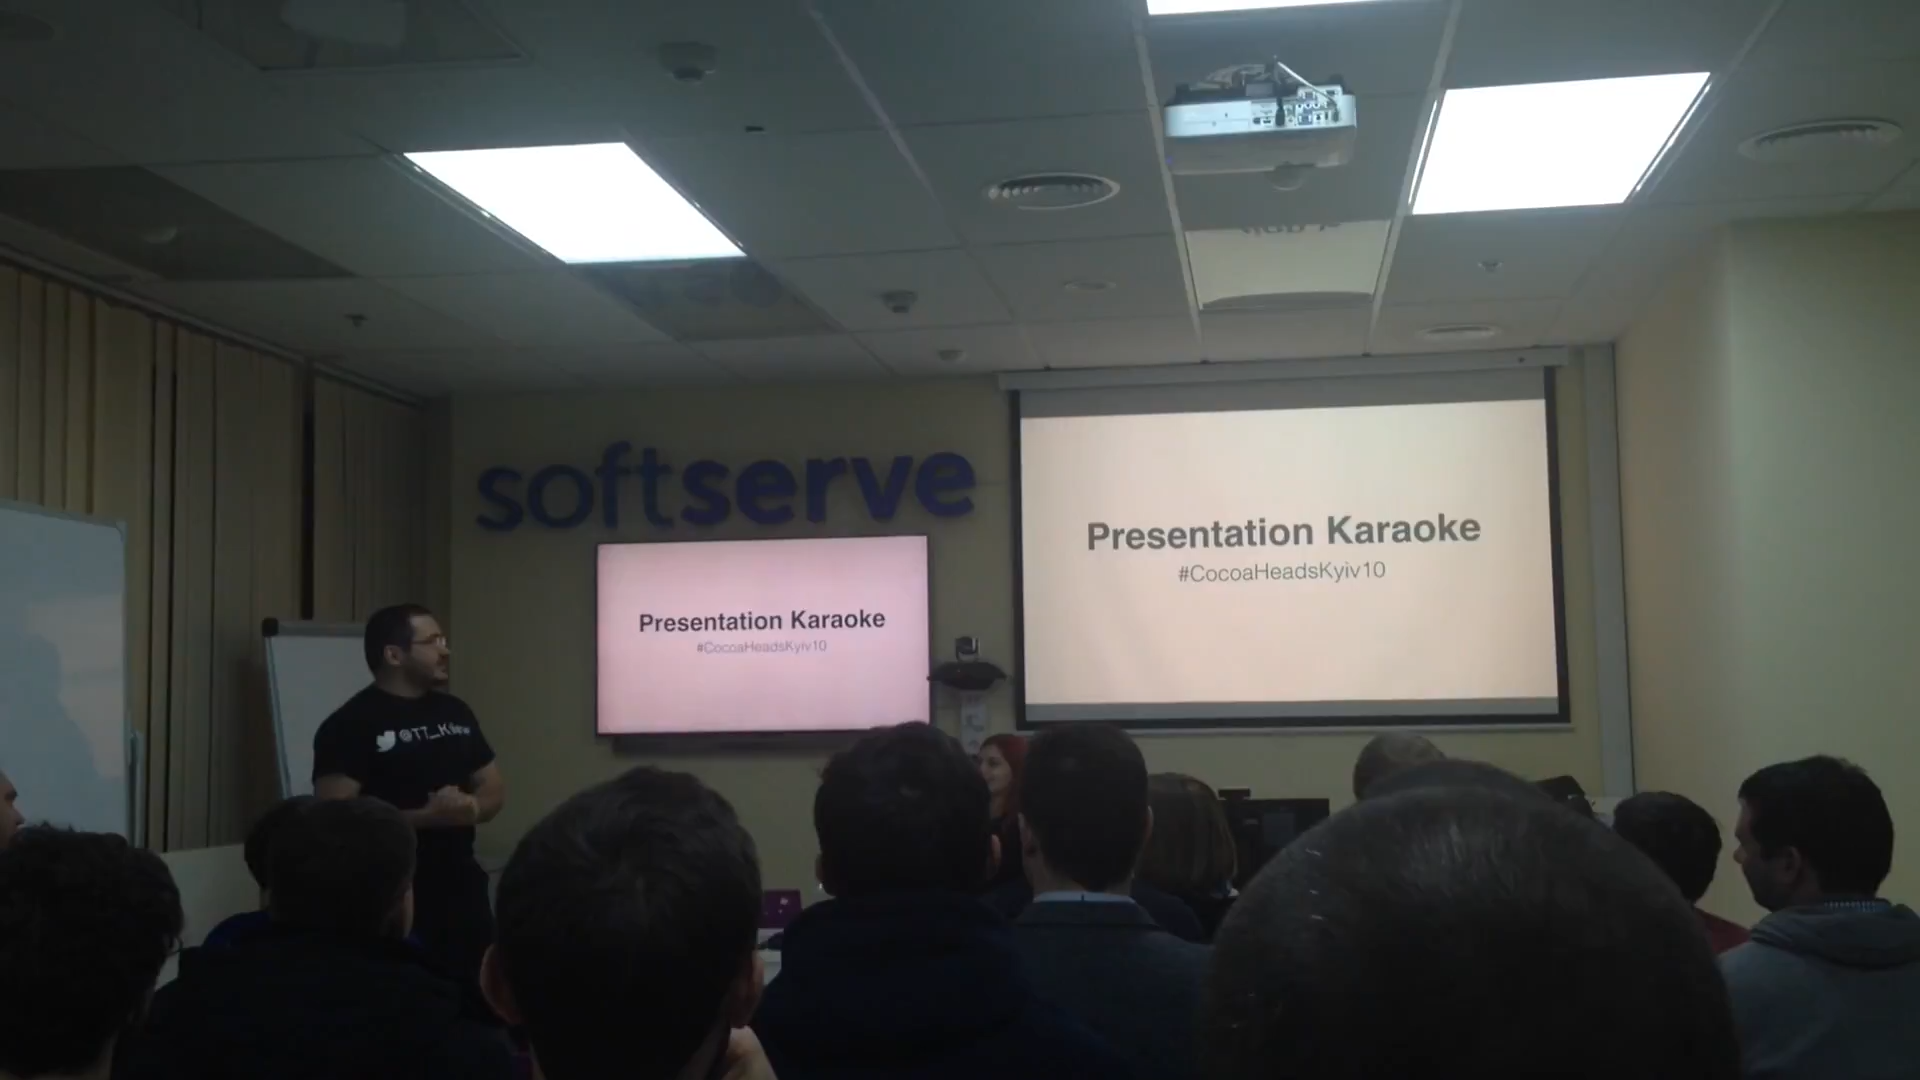 softserve
Presentation Karaoke
#CocoaHeadsKyiv10
Presentation Karaoke
#CocoaHeadsKyiv10